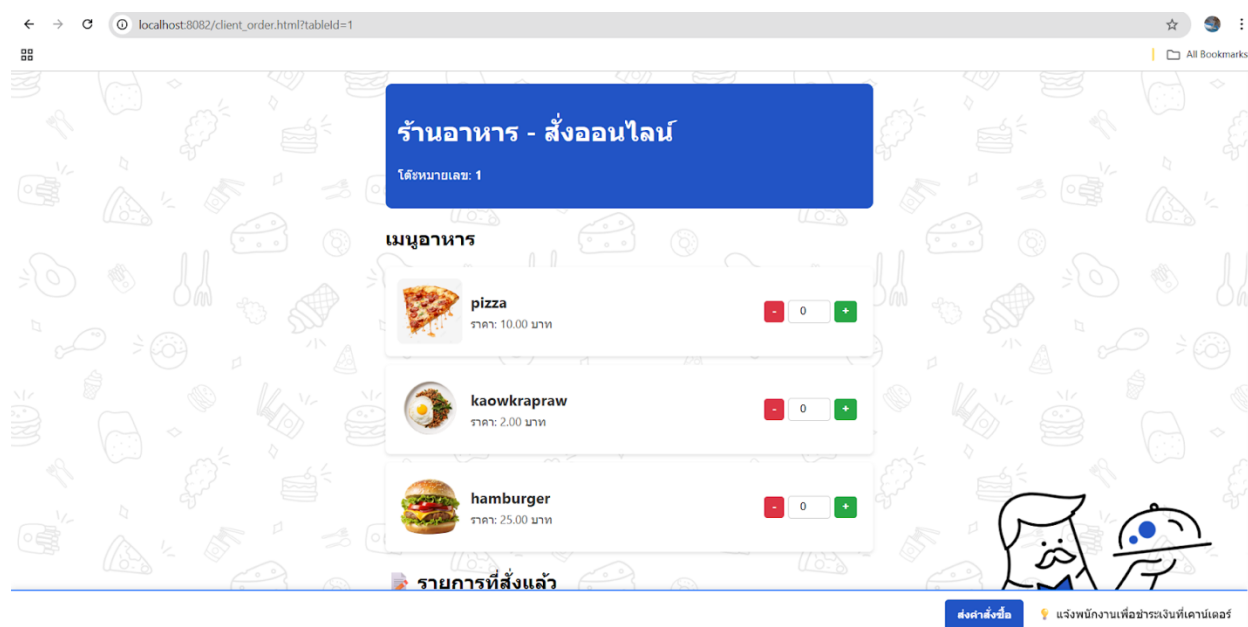 localhost:8082/client_order.html?tableId=1
All Bookmarks
ร้านอาหาร - สั่งออนไลน์
โต๊ะหมายเลข: 1
เมนูอาหาร
pizza
ราคา: 10.00 บาท
- 0 +
kaowkrapraw
ราคา: 2.00 บาท
- 0 +
hamburger
ราคา: 25.00 บาท
- 0 +
รายการที่สั่งแล้ว
ส่งคำสั่งซื้อ
แจ้งพนักงานเพื่อชำระเงินที่เคาน์เตอร์